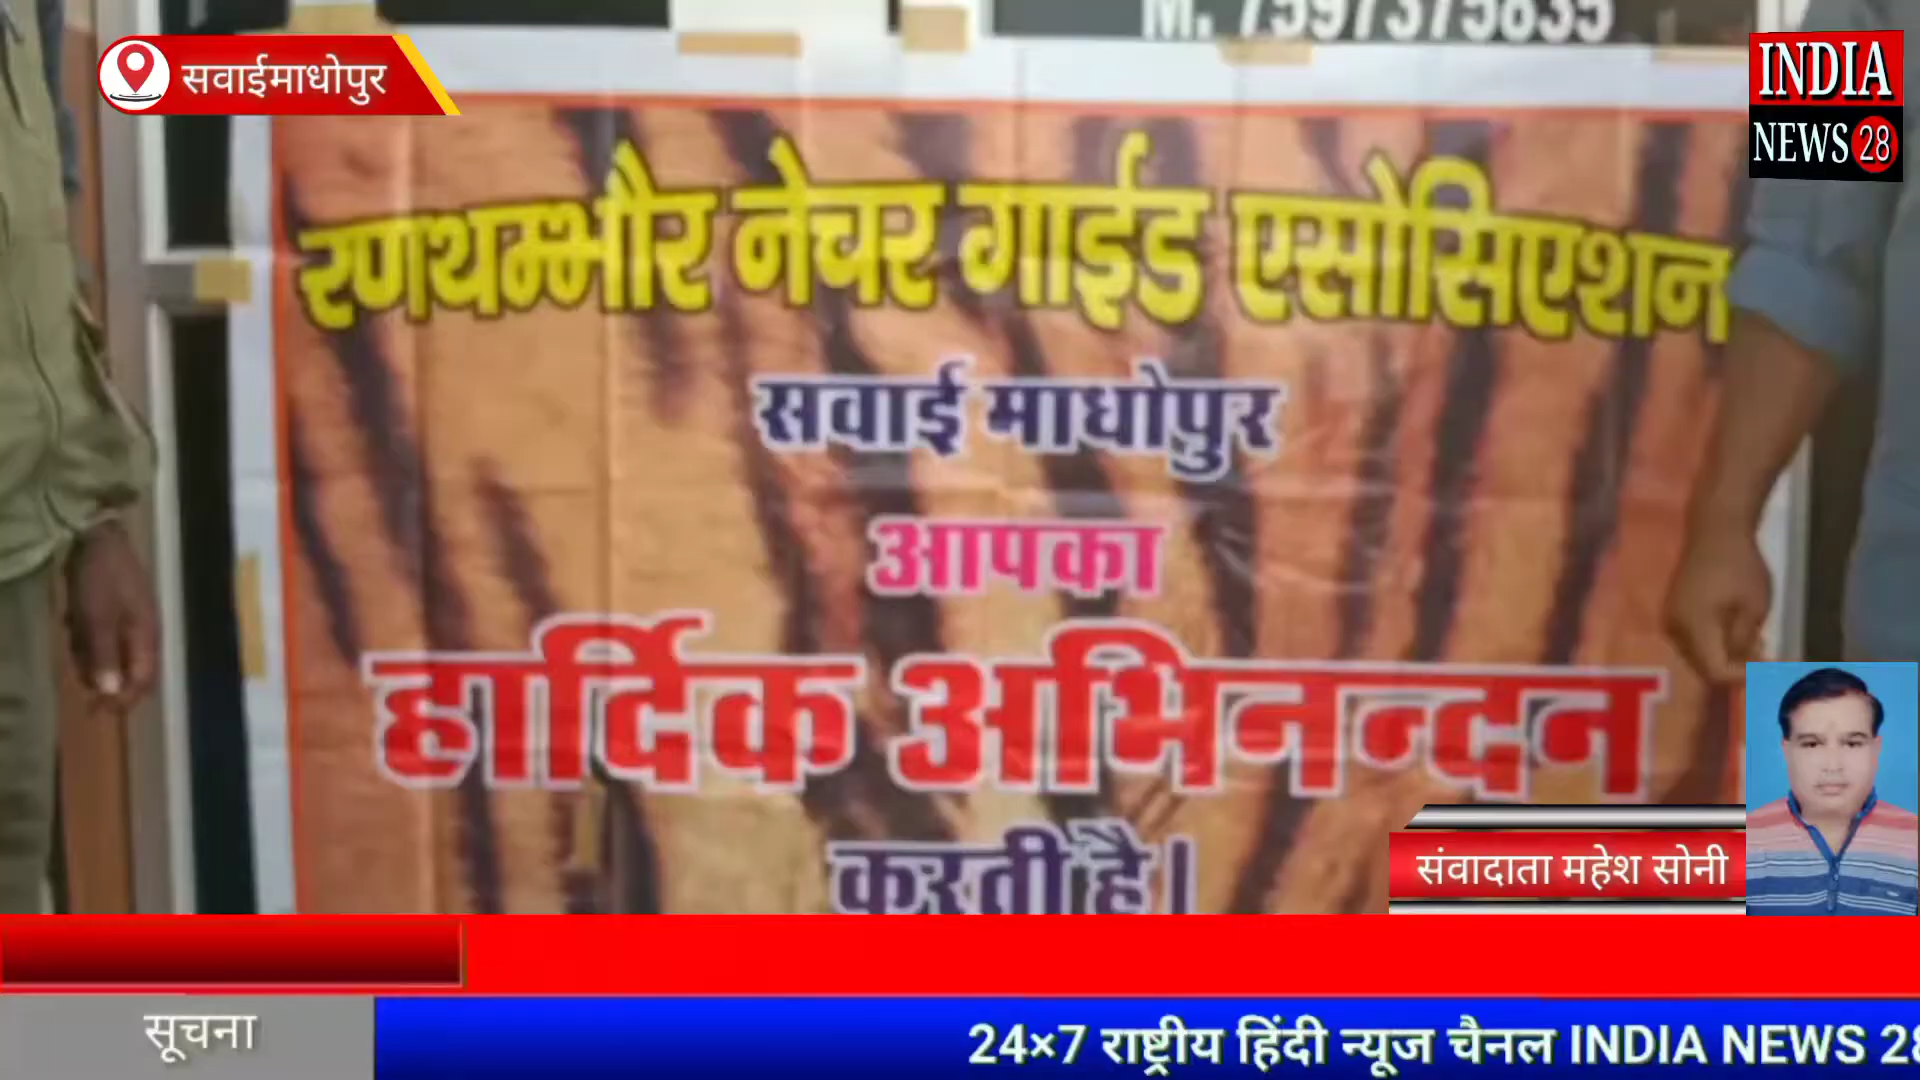 M. 7597375835
सवाईमाधोपुर
INDIA
NEWS 28
रणथम्भौर नेचर गाईड एसोसिएशन
सवाई माधोपुर
आपका
हार्दिक अभिनन्दन
करती है।
संवादाता महेश सोनी
सूचना
24×7 राष्ट्रीय हिंदी न्यूज चैनल INDIA NEWS 28